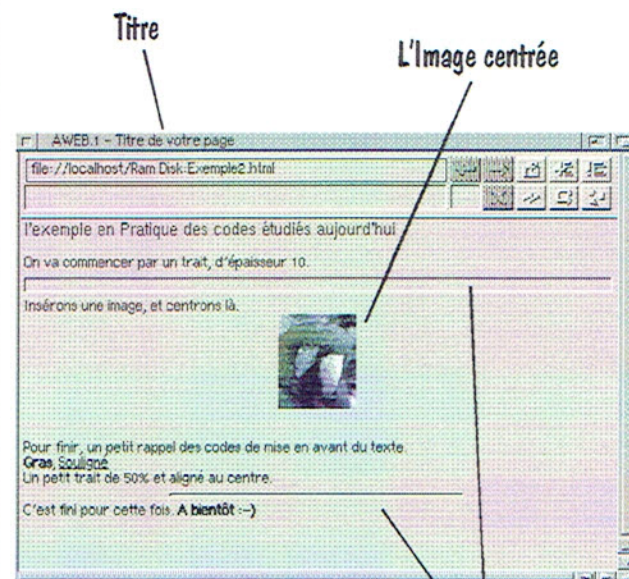 Titre
L'Image centrée
AWEB.1 - Titre de votre page
file://localhost/Ram Disk:Exemple2.html
l'exemple en Pratique des codes étudiés aujourd'hui
On va commencer par un trait, d'épaisseur 10.
Insérons une image, et centrons là.
Pour finir, un petit rappel des codes de mise en avant du texte.
Gras, Souligné
Un petit trait de 50% et aligné au centre.
C'est fini pour cette fois. A bientôt :-)